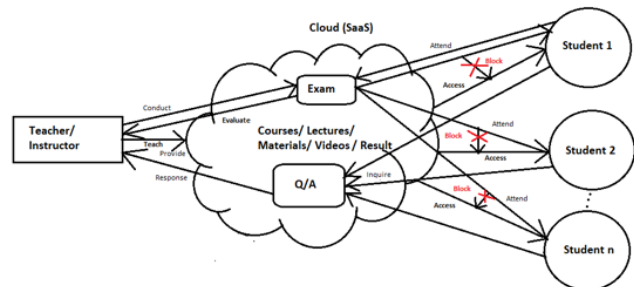 Cloud (SaaS)
Attend
Block
Student 1
Access
Exam
Conduct
Evaluate
Teacher/
Instructor
Teach
Provide
Courses/ Lectures/
Materials/ Videos / Result
Attend
Block
Access
Student 2
Response
Q/A
Inquire
Block
Access
Attend
Student n